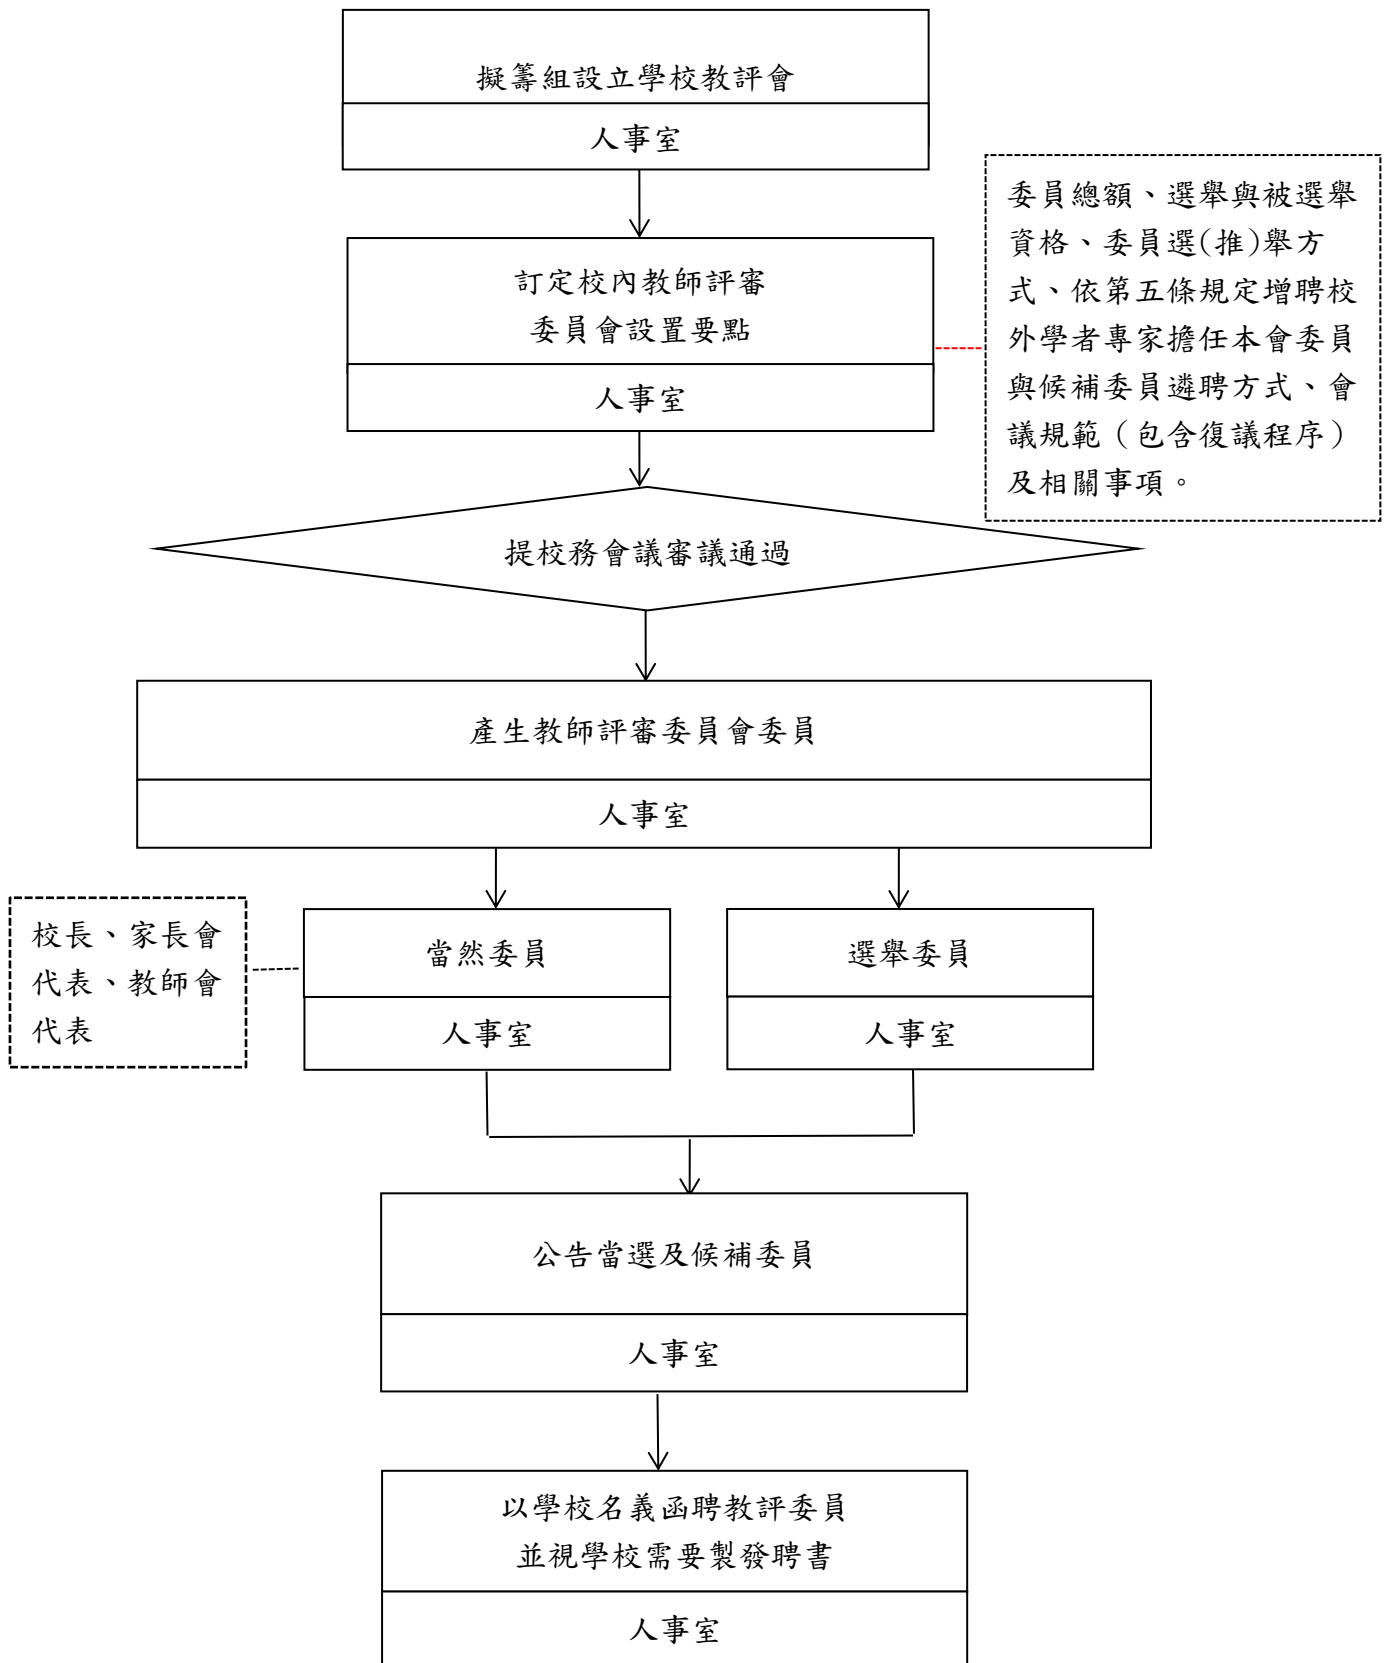 擬籌組設立學校教評會
人事室
訂定校內教師評審
委員會設置要點
人事室
委員總額、選舉與被選舉
資格、委員選(推)舉方
式、依第五條規定增聘校
外學者專家擔任本會委員
與候補委員遴聘方式、會
議規範（包含復議程序）
及相關事項。
提校務會議審議通過
產生教師評審委員會委員
人事室
校長、家長會
代表、教師會
代表
當然委員
人事室
選舉委員
人事室
公告當選及候補委員
人事室
以學校名義函聘教評委員
並視學校需要製發聘書
人事室